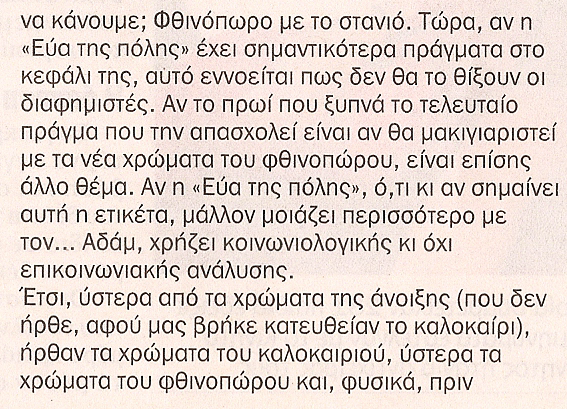 να κάνουμε; Φθινόπωρο με το στανιό. Τώρα, αν η
«Εύα της πόλης» έχει σημαντικότερα πράγματα στο
κεφάλι της, αύτό εννοείται πως δεν θα το θίξουν οι
διαφημιστές. Αν το πρωί που ξυπνά το τελευταίο
πράγμα που την απασχολεί είναι αν θα μακιγιαριστεί
με τα νέα χρώματα του φθινοπώρου, είναι επίσης
άλλο θέμα. Αν η «Εύα της πόλης», ό,τι κι αν σημαίνει
αυτή η ετικέτα, μάλλον μοιάζει περισσότερο με
τον... Αδάμ, χρήζει κοινωνιολογικής κι όχι
επικοινωνιακής ανάλυσης.
Έτσι, ύστερα από τα χρώματα της άνοιξης (που δεν
ήρθε, αφού μας βρήκε κατευθείαν το καλοκαίρι),
ήρθαν τα χρώματα του καλοκαιριού, ύστερα τα
χρώματα του φθινοπώρου και, φυσικά, πριν